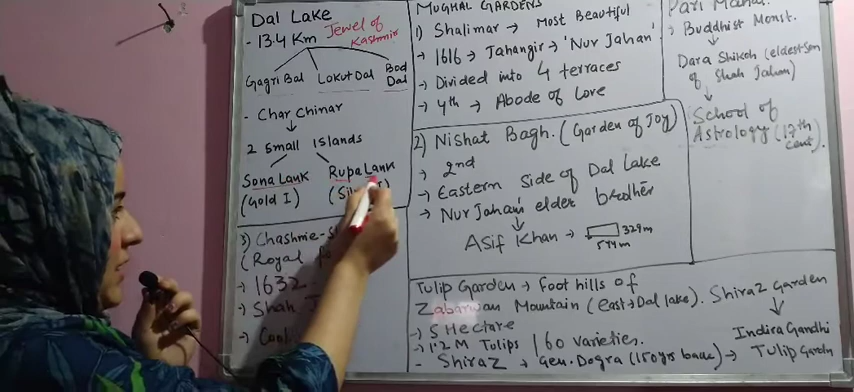 Dal Lake
- 13.4 Km Jewel of Kashmir
Gagri Bal Lokut Dal Bod Dal
- Char Chinar
2 Small Islands
Sona Lank Rupa Lank
(Gold I) (Sil
3) Chashme-S
(Royal
→ 1632
→ Shah J
→
MUGHAL GARDENS
1) Shalimar → Most Beautiful
→ 1616 → Jahangir → 'Nur Jahan'
→ Divided into 4 terraces
→ 4th → Abode of Love
2) Nishat Bagh. (Garden of Joy)
→ 2nd
→ Eastern Side of Dal Lake
→ Nur Jahan's elder brother
Asif Khan → 329m
544m
Pari Mahal
→ Buddhist Monst.
Dara Shikoh (eldest Son
of Shah Jahan)
School of
Astrology (17th
cent).
Tulip Garden → Foot hills of
Zabarwan Mountain (east → Dal lake).
→ 5 Hectare
→ 1.2 M Tulips | 60 varieties.
- Shiraz → Gen. Dogra (150 yrs back) →
Shiraz Garden
Indira Gandhi
Tulip Garden